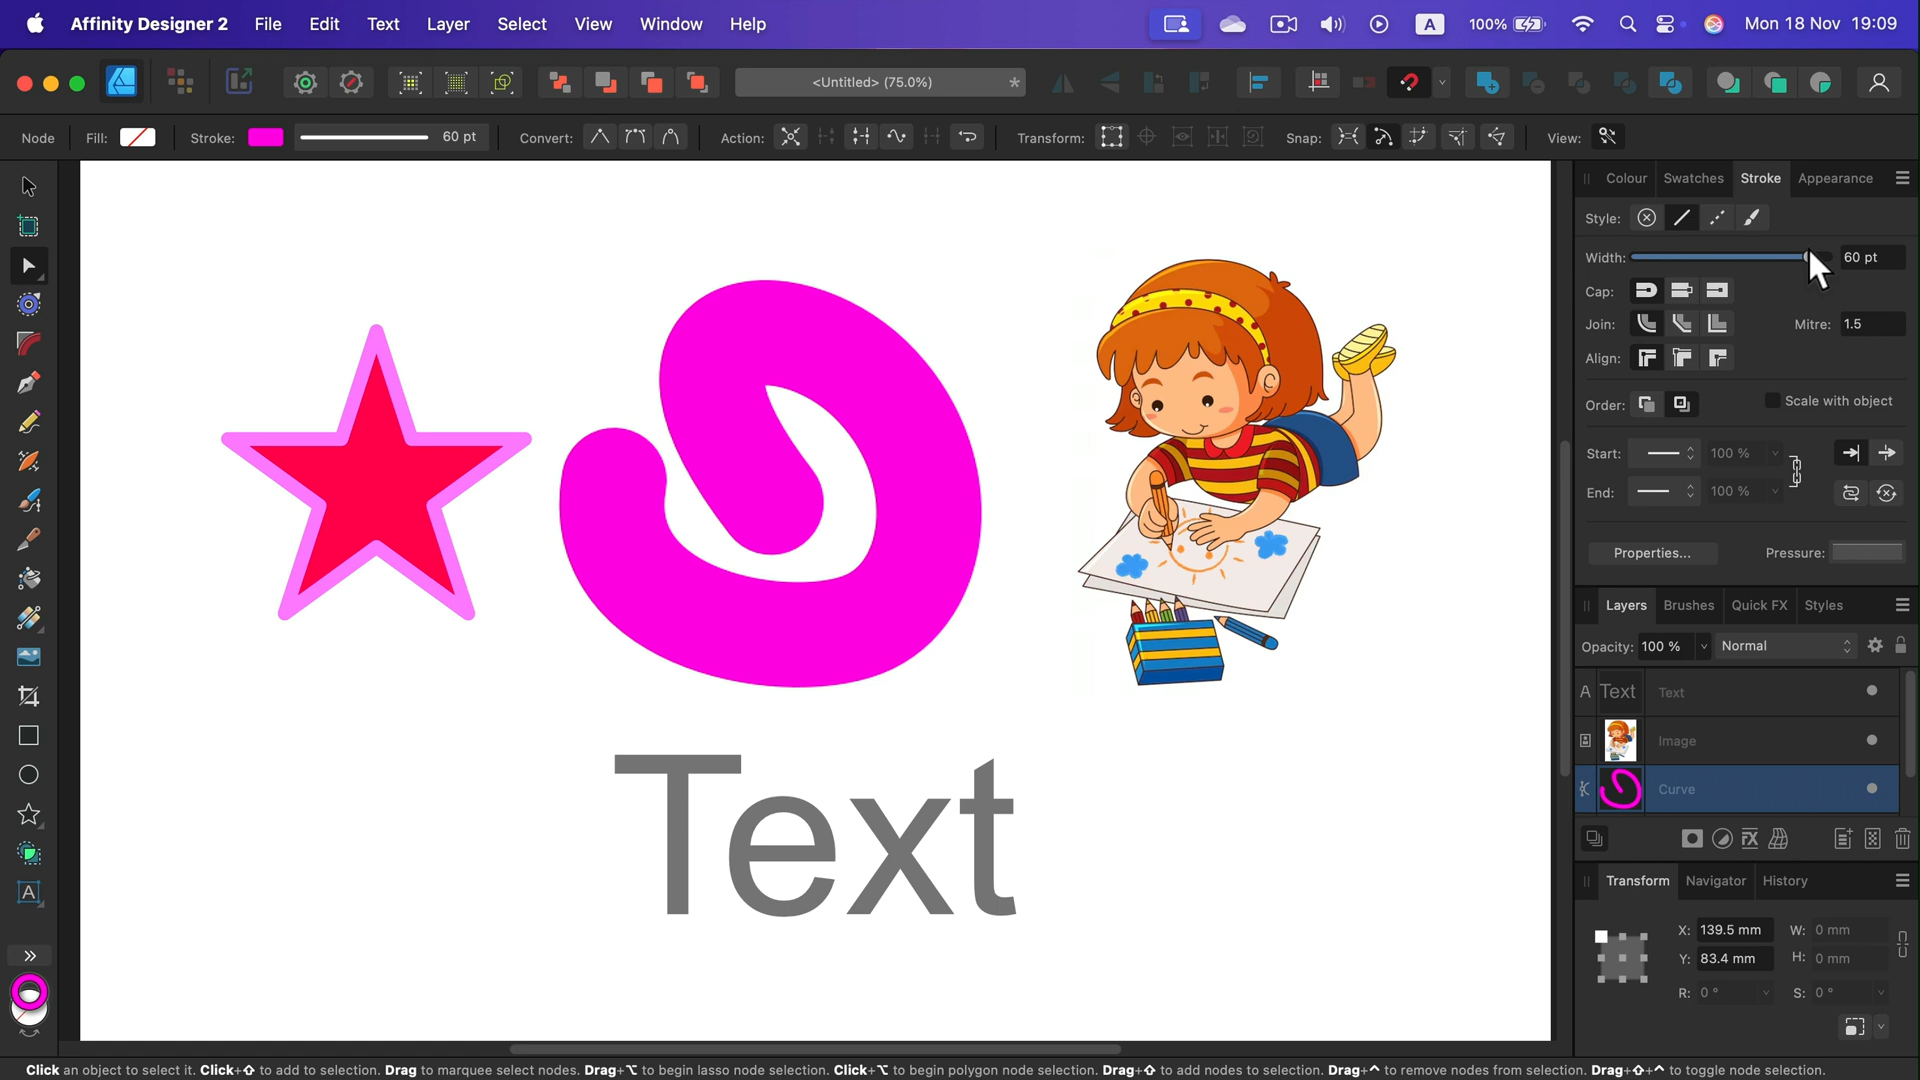 Affinity Designer 2 File Edit Text Layer Select View Window Help A 100% Mon 18 Nov 19:09
<Untitled> (75.0%) *
Node Fill: Stroke: 60 pt Convert: Action: Transform: Snap: View:
Colour Swatches Stroke Appearance
Style:
Width: 60 pt
Cap:
Join: Mitre: 1.5
Align:
Order: Scale with object
Start: 100 %
End: 100 %
Properties... Pressure:
Layers Brushes Quick FX Styles
Opacity: 100 % Normal
A Text Text
Image
Curve
Text
FX
Transform Navigator History
A
X: 139.5 mm W: 0 mm
Y: 83.4 mm H: 0 mm
R: 0 ° S: 0 °
Click an object to select it. Click+⇧ to add to selection. Drag to marquee select nodes. Drag+⌥ to begin lasso node selection. Click+⌥ to begin polygon node selection. Drag+⇧ to add nodes to selection. Drag+⌃ to remove nodes from selection. Drag+⇧+⌃ to toggle node selection.